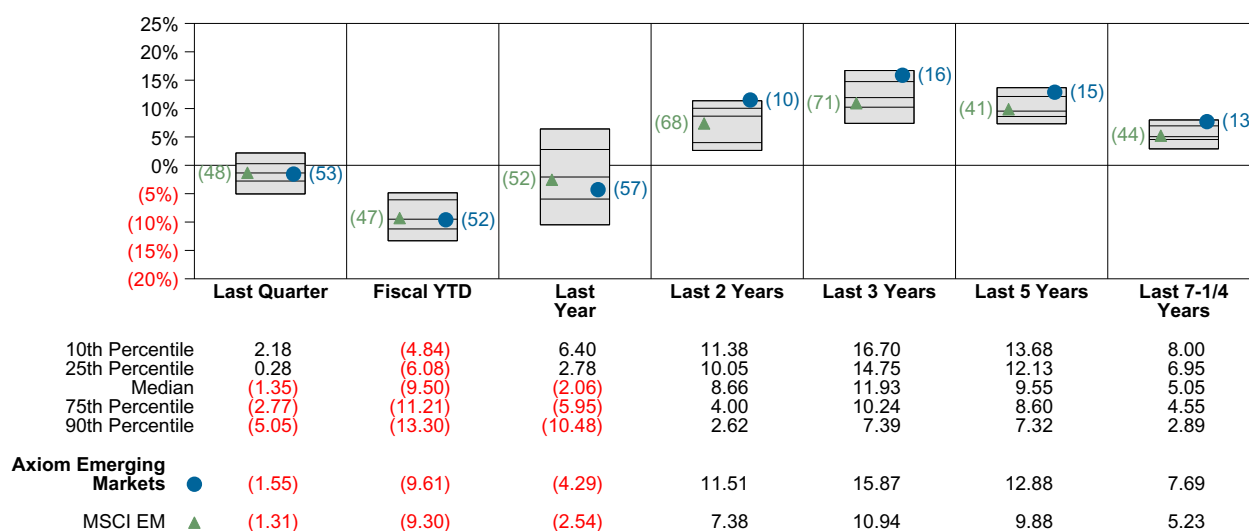 25%
20%
15%
10%
5%
0%
(5%)
(10%)
(15%)
(20%)
(48) (53)
(47) (52)
(52) (57)
(68) (10)
(71) (16)
(41) (15)
(44) (13
Last Quarter Fiscal YTD Last Year Last 2 Years Last 3 Years Last 5 Years Last 7-1/4 Years
10th Percentile 2.18 (4.84) 6.40 11.38 16.70 13.68 8.00
25th Percentile 0.28 (6.08) 2.78 10.05 14.75 12.13 6.95
Median (1.35) (9.50) (2.06) 8.66 11.93 9.55 5.05
75th Percentile (2.77) (11.21) (5.95) 4.00 10.24 8.60 4.55
90th Percentile (5.05) (13.30) (10.48) 2.62 7.39 7.32 2.89
Axiom Emerging
Markets (1.55) (9.61) (4.29) 11.51 15.87 12.88 7.69
MSCI EM (1.31) (9.30) (2.54) 7.38 10.94 9.88 5.23